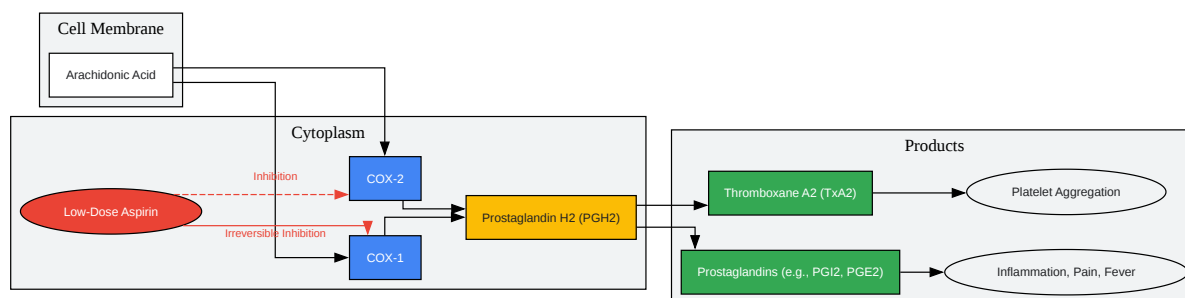 Cell Membrane
Arachidonic Acid
Cytoplasm
Products
Inhibition
COX-2
Thromboxane A2 (TxA2)
Platelet Aggregation
Low-Dose Aspirin
Prostaglandin H2 (PGH2)
Irreversible Inhibition
COX-1
Prostaglandins (e.g., PGI2, PGE2)
Inflammation, Pain, Fever